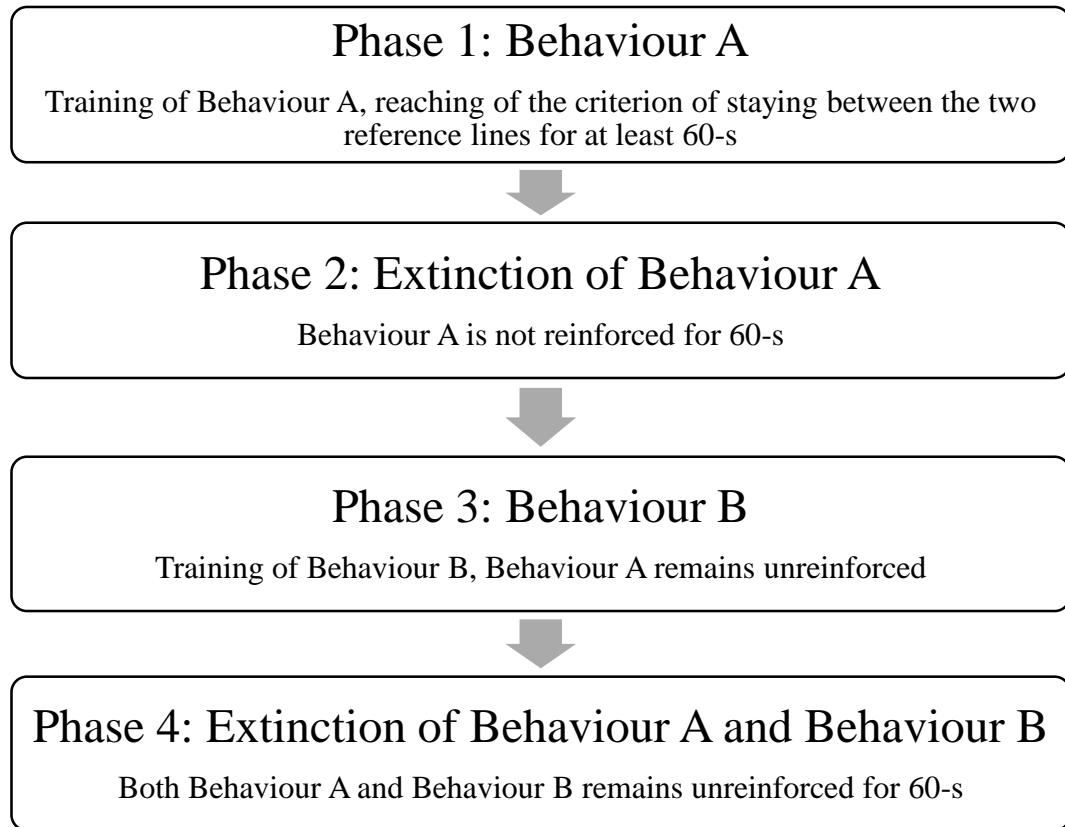 Phase 1: Behaviour A
Training of Behaviour A, reaching of the criterion of staying between the two
reference lines for at least 60-s
Phase 2: Extinction of Behaviour A
Behaviour A is not reinforced for 60-s
Phase 3: Behaviour B
Training of Behaviour B, Behaviour A remains unreinforced
Phase 4: Extinction of Behaviour A and Behaviour B
Both Behaviour A and Behaviour B remains unreinforced for 60-s